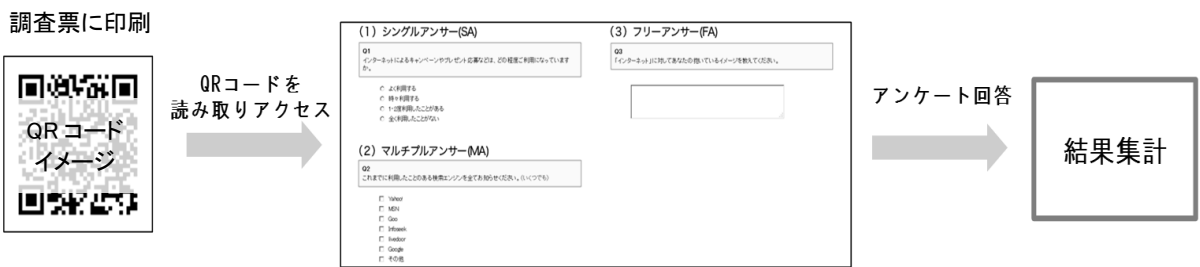 調査票に印刷
QRコード
イメージ
QRコードを
読み取りアクセス
(1) シングルアンサー(SA)
Q1
インターネットによるキャンペーンやプレゼント応募などは、どの程度ご利用になっています
か。
よく利用する
時々利用する
1-2度利用したことがある
全く利用したことがない
(2) マルチプルアンサー(MA)
Q2
これまでに利用したことのある検索エンジンを全てお知らせください。(いくつでも)
Yahoo!
MSN
Goo
Infoseek
livedoor
Google
その他
(3) フリーアンサー(FA)
Q3
「インターネット」に対してあなたの抱いているイメージを教えてください。
アンケート回答
結果集計